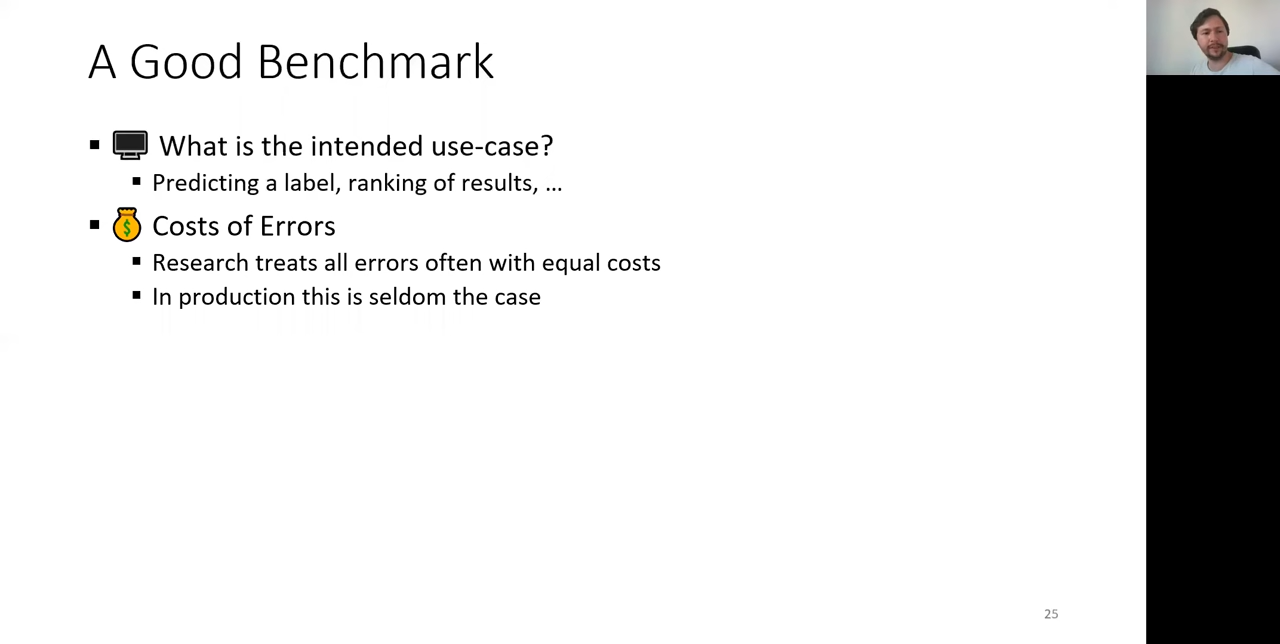 A Good Benchmark
What is the intended use-case?
Predicting a label, ranking of results, ...
Costs of Errors
Research treats all errors often with equal costs
In production this is seldom the case
25